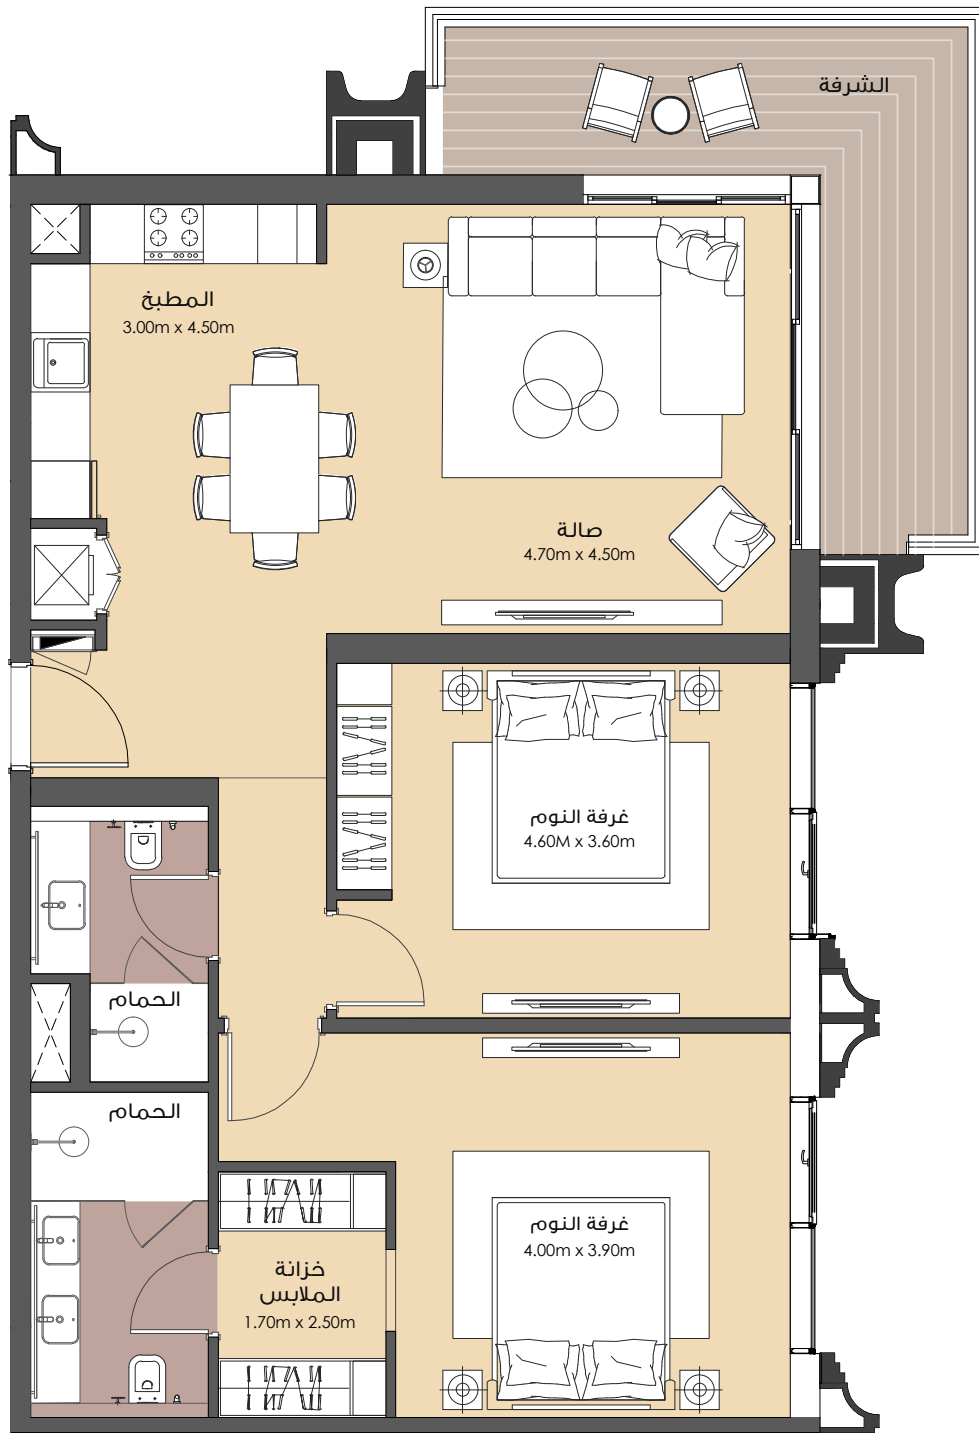 الشرفة
المطبخ
3.00m x 4.50m
صالة
4.70m x 4.50m
غرفة النوم
4.60M x 3.60m
الحمام
الحمام
غرفة النوم
4.00m x 3.90m
خزانة
الملابس
1.70m x 2.50m